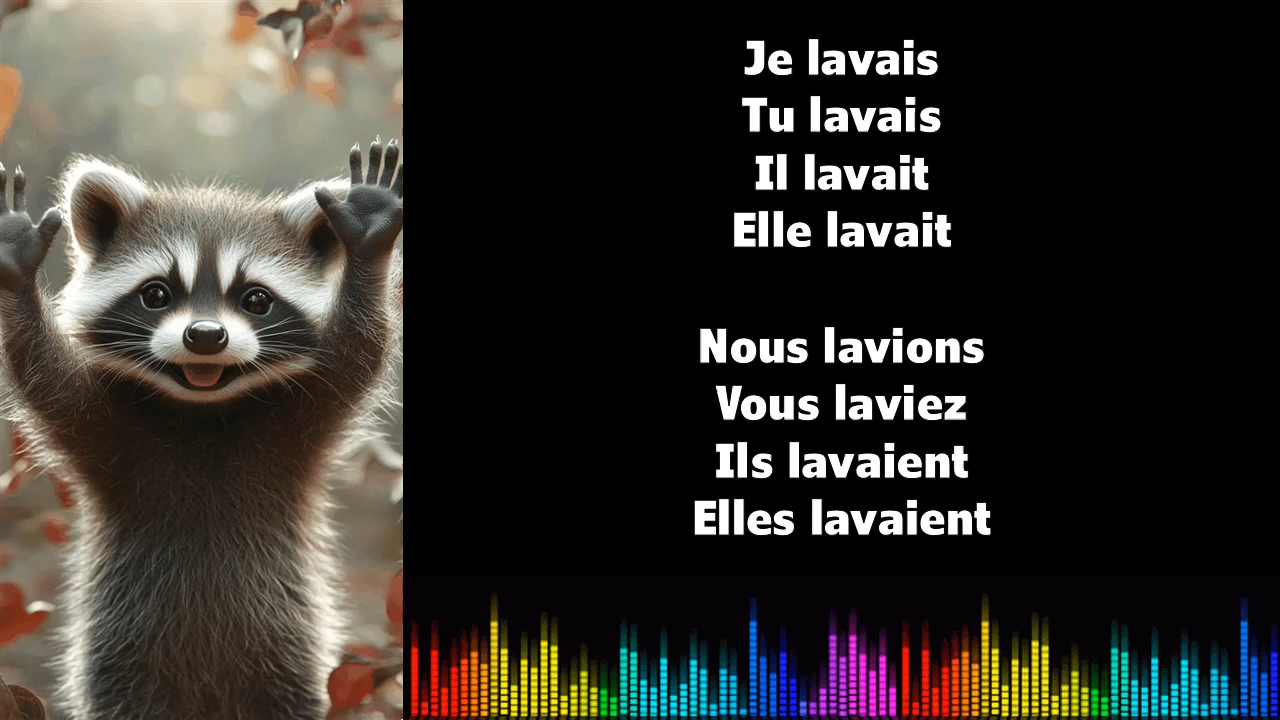 Je lavais
Tu lavais
Il lavait
Elle lavait
Nous lavions
Vous laviez
Ils lavaient
Elles lavaient